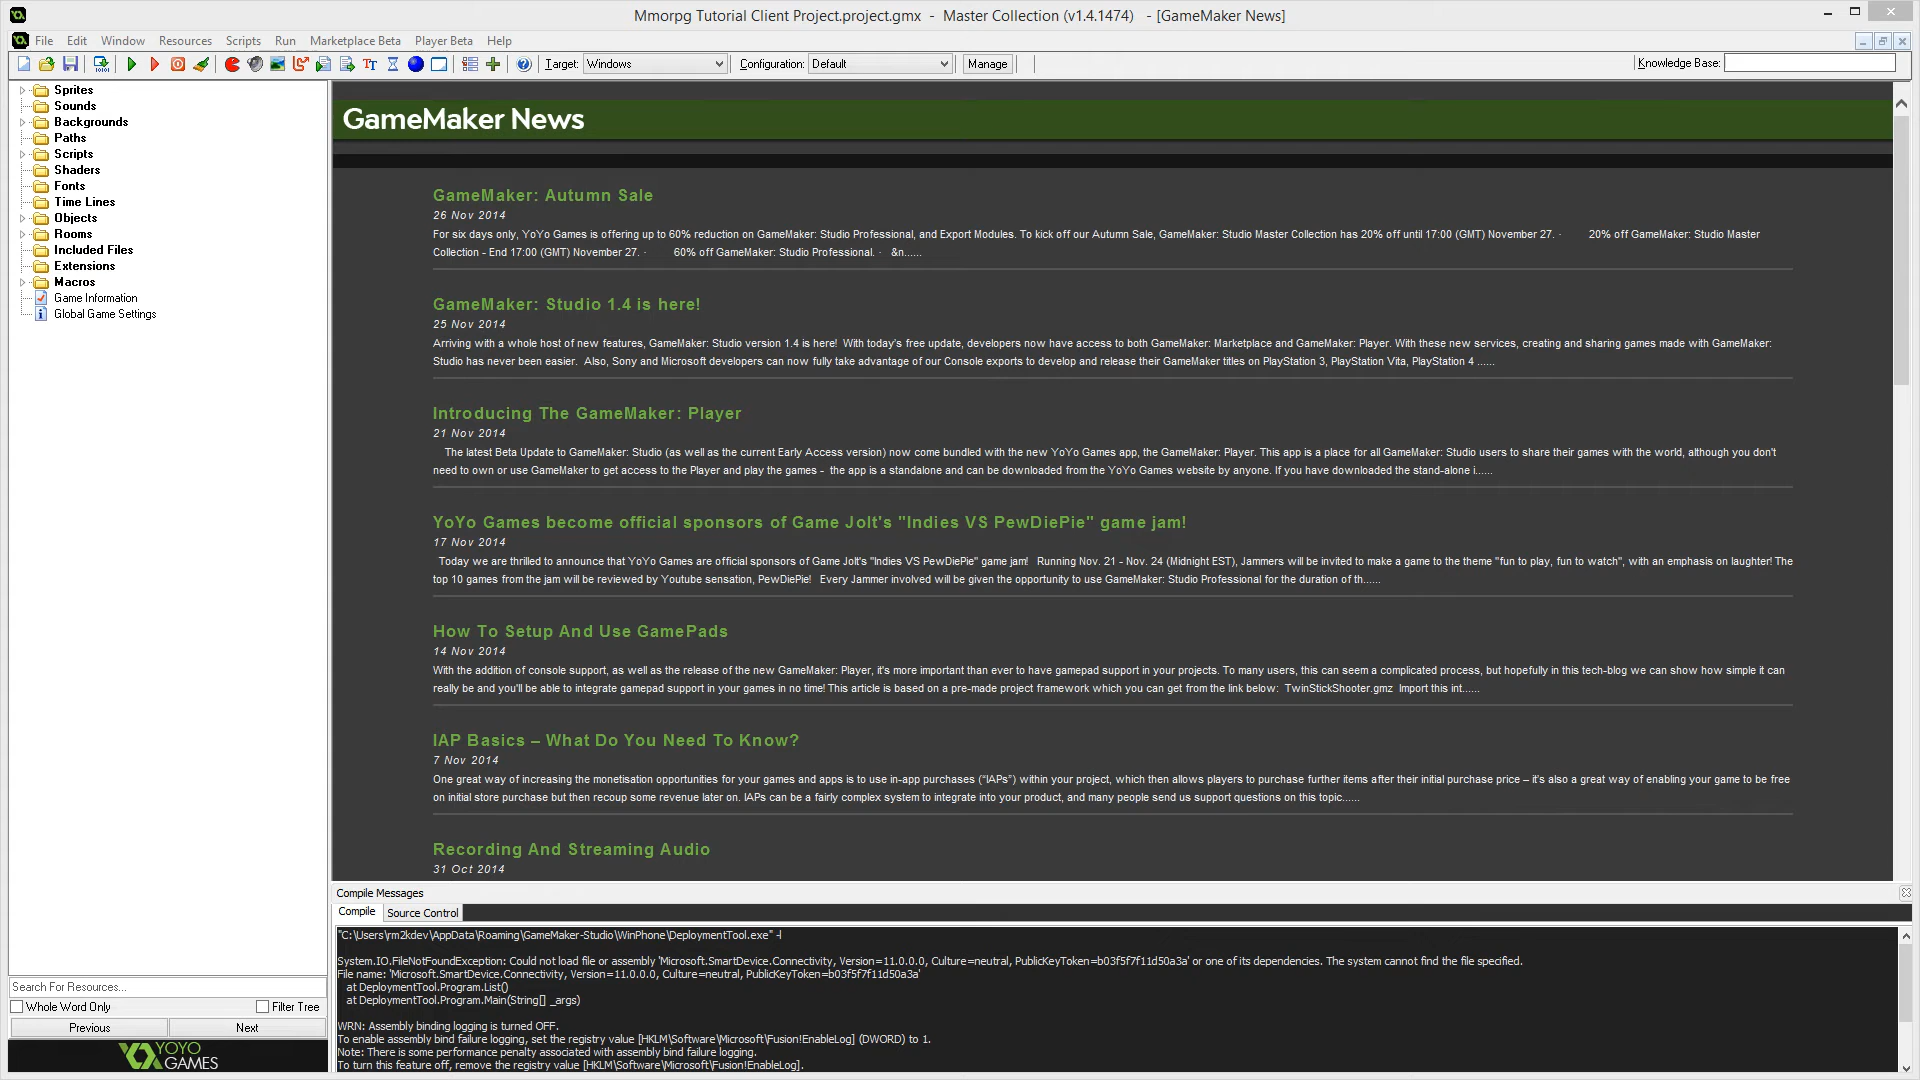 Mmorpg Tutorial Client Project.project.gmx - Master Collection (v1.4.1474) - [GameMaker News]
File Edit Window Resources Scripts Run Marketplace Beta Player Beta Help
Target: Windows Configuration: Default Manage Knowledge Base:
Sprites
Sounds
Backgrounds
Paths
Scripts
Shaders
Fonts
Time Lines
Objects
Rooms
Included Files
Extensions
Macros
Game Information
Global Game Settings
Search For Resources...
Whole Word Only Filter Tree
Previous Next
YOYO
GAMES
GameMaker News
GameMaker: Autumn Sale
26 Nov 2014
For six days only, YoYo Games is offering up to 60% reduction on GameMaker: Studio Professional, and Export Modules. To kick off our Autumn Sale, GameMaker: Studio Master Collection has 20% off until 17:00 (GMT) November 27. · 20% off GameMaker: Studio Master
Collection - End 17:00 (GMT) November 27. · 60% off GameMaker: Studio Professional. · &n......
GameMaker: Studio 1.4 is here!
25 Nov 2014
Arriving with a whole host of new features, GameMaker: Studio version 1.4 is here! With today's free update, developers now have access to both GameMaker: Marketplace and GameMaker: Player. With these new services, creating and sharing games made with GameMaker:
Studio has never been easier. Also, Sony and Microsoft developers can now fully take advantage of our Console exports to develop and release their GameMaker titles on PlayStation 3, PlayStation Vita, PlayStation 4 ......
Introducing The GameMaker: Player
21 Nov 2014
The latest Beta Update to GameMaker: Studio (as well as the current Early Access version) now come bundled with the new YoYo Games app, the GameMaker: Player. This app is a place for all GameMaker: Studio users to share their games with the world, although you don't
need to own or use GameMaker to get access to the Player and play the games - the app is a standalone and can be downloaded from the YoYo Games website by anyone. If you have downloaded the stand-alone i......
YoYo Games become official sponsors of Game Jolt's "Indies VS PewDiePie" game jam!
17 Nov 2014
Today we are thrilled to announce that YoYo Games are official sponsors of Game Jolt's "Indies VS PewDiePie" game jam! Running Nov. 21 - Nov. 24 (Midnight EST), Jammers will be invited to make a game to the theme "fun to play, fun to watch", with an emphasis on laughter! The
top 10 games from the jam will be reviewed by Youtube sensation, PewDiePie! Every Jammer involved will be given the opportunity to use GameMaker: Studio Professional for the duration of th......
How To Setup And Use GamePads
14 Nov 2014
With the addition of console support, as well as the release of the new GameMaker: Player, it's more important than ever to have gamepad support in your projects. To many users, this can seem a complicated process, but hopefully in this tech-blog we can show how simple it can
really be and you'll be able to integrate gamepad support in your games in no time! This article is based on a pre-made project framework which you can get from the link below: TwinStickShooter.gmz Import this int......
IAP Basics – What Do You Need To Know?
7 Nov 2014
One great way of increasing the monetisation opportunities for your games and apps is to use in-app purchases (“IAPs”) within your project, which then allows players to purchase further items after their initial purchase price – it's also a great way of enabling your game to be free
on initial store purchase but then recoup some revenue later on. IAPs can be a fairly complex system to integrate into your product, and many people send us support questions on this topic......
Recording And Streaming Audio
31 Oct 2014
Compile Messages
Compile Source Control
"C:\Users\rm2kdev\AppData\Roaming\GameMaker-Studio\WinPhone\DeploymentTool.exe" -l
System.IO.FileNotFoundException: Could not load file or assembly 'Microsoft.SmartDevice.Connectivity, Version=11.0.0.0, Culture=neutral, PublicKeyToken=b03f5f7f11d50a3a' or one of its dependencies. The system cannot find the file specified.
File name: 'Microsoft.SmartDevice.Connectivity, Version=11.0.0.0, Culture=neutral, PublicKeyToken=b03f5f7f11d50a3a'
at DeploymentTool.Program.List()
at DeploymentTool.Program.Main(String[] _args)
WRN: Assembly binding logging is turned OFF.
To enable assembly bind failure logging, set the registry value [HKLM\Software\Microsoft\Fusion!EnableLog] (DWORD) to 1.
Note: There is some performance penalty associated with assembly bind failure logging.
To turn this feature off, remove the registry value [HKLM\Software\Microsoft\Fusion!EnableLog].